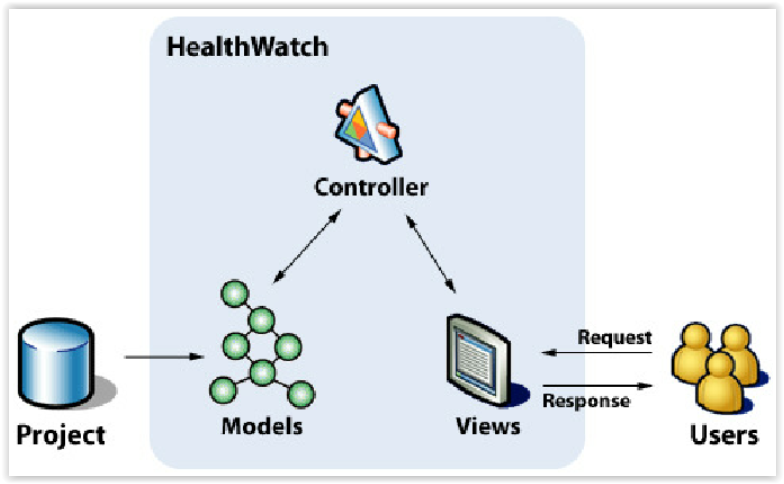 HealthWatch
Controller
Request
Response
Project
Models
Views
Users